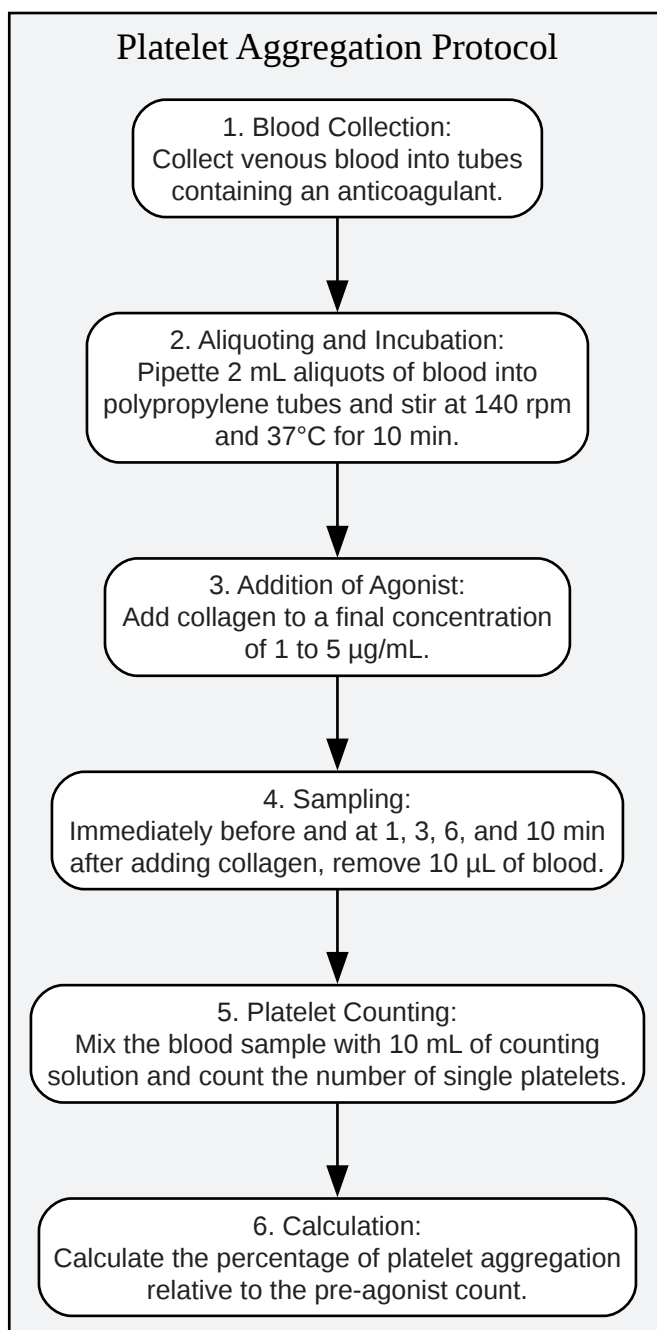 Platelet Aggregation Protocol
1. Blood Collection:
Collect venous blood into tubes
containing an anticoagulant.
2. Aliquoting and Incubation:
Pipette 2 mL aliquots of blood into
polypropylene tubes and stir at 140 rpm
and 37°C for 10 min.
3. Addition of Agonist:
Add collagen to a final concentration
of 1 to 5 µg/mL.
4. Sampling:
Immediately before and at 1, 3, 6, and 10 min
after adding collagen, remove 10 µL of blood.
5. Platelet Counting:
Mix the blood sample with 10 mL of counting
solution and count the number of single platelets.
6. Calculation:
Calculate the percentage of platelet aggregation
relative to the pre-agonist count.